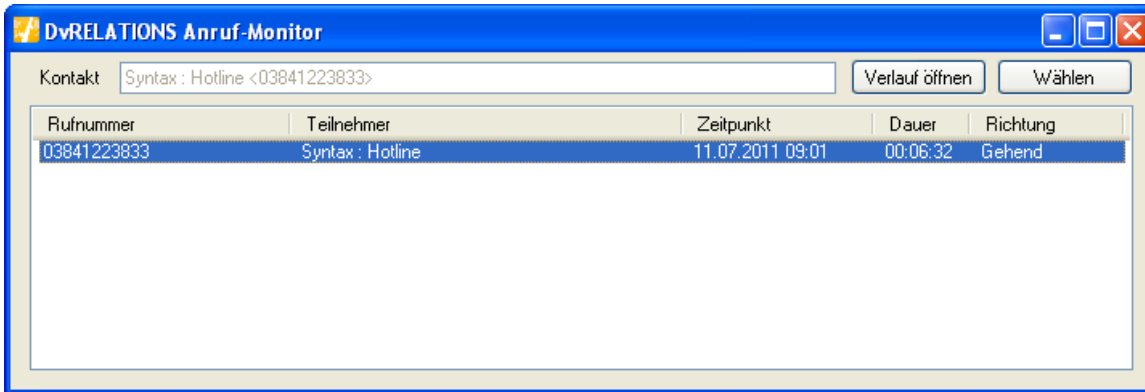 DvRELATIONS Anruf-Monitor
Kontakt Syntax : Hotline <03841223833> Verlauf öffnen Wählen
Rufnummer Teilnehmer Zeitpunkt Dauer Richtung
03841223833 Syntax : Hotline 11.07.2011 09:01 00:06:32 Gehend